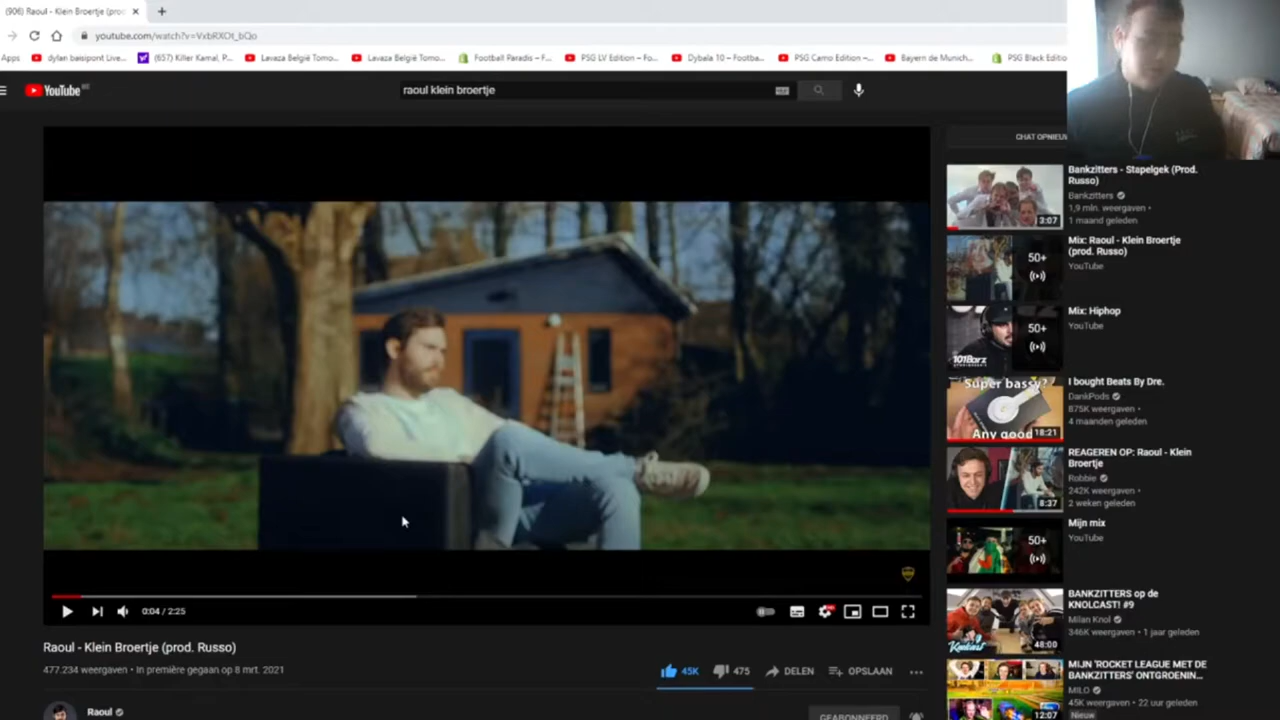 (906) Raoul - Klein Broertje (prod.
youtube.com/watch?v=VxbRXOt_bQo
Apps
dylan baisipont Live...
(657) Killer Kamal, P...
Lavaza België Tomo...
Lavaza België Tomo...
Football Paradis – F...
PSG LV Edition – Fo...
Dybala 10 – Footba...
PSG Camo Edition –...
Bayern de Munich...
PSG Black Editio
YouTube BE
raoul klein broertje
CHAT OPNIEUW
Bankzitters - Stapelgek (Prod.
Russo)
Bankzitters
1,9 mln. weergaven •
1 maand geleden
3:07
Mix: Raoul - Klein Broertje
(prod. Russo)
YouTube
50+
Mix: Hiphop
YouTube
50+
101Barz
I bought Beats By Dre.
DankPods
875K weergaven •
4 maanden geleden
Super bassy?
Any good
18:21
REAGEREN OP: Raoul - Klein
Broertje
Robbie
242K weergaven •
2 weken geleden
8:37
Mijn mix
YouTube
50+
BANKZITTERS op de
KNOLCAST! #9
Milan Knol
346K weergaven • 1 jaar geleden
48:00
MIJN 'ROCKET LEAGUE MET DE
BANKZITTERS' ONTGROENIN...
MILO
45K weergaven • 22 uur geleden
Nieuw
12:07
0:04 / 2:25
Raoul - Klein Broertje (prod. Russo)
477.234 weergaven • In première gegaan op 8 mrt. 2021
45K
475
DELEN
OPSLAAN
Raoul
GEABONNEERD